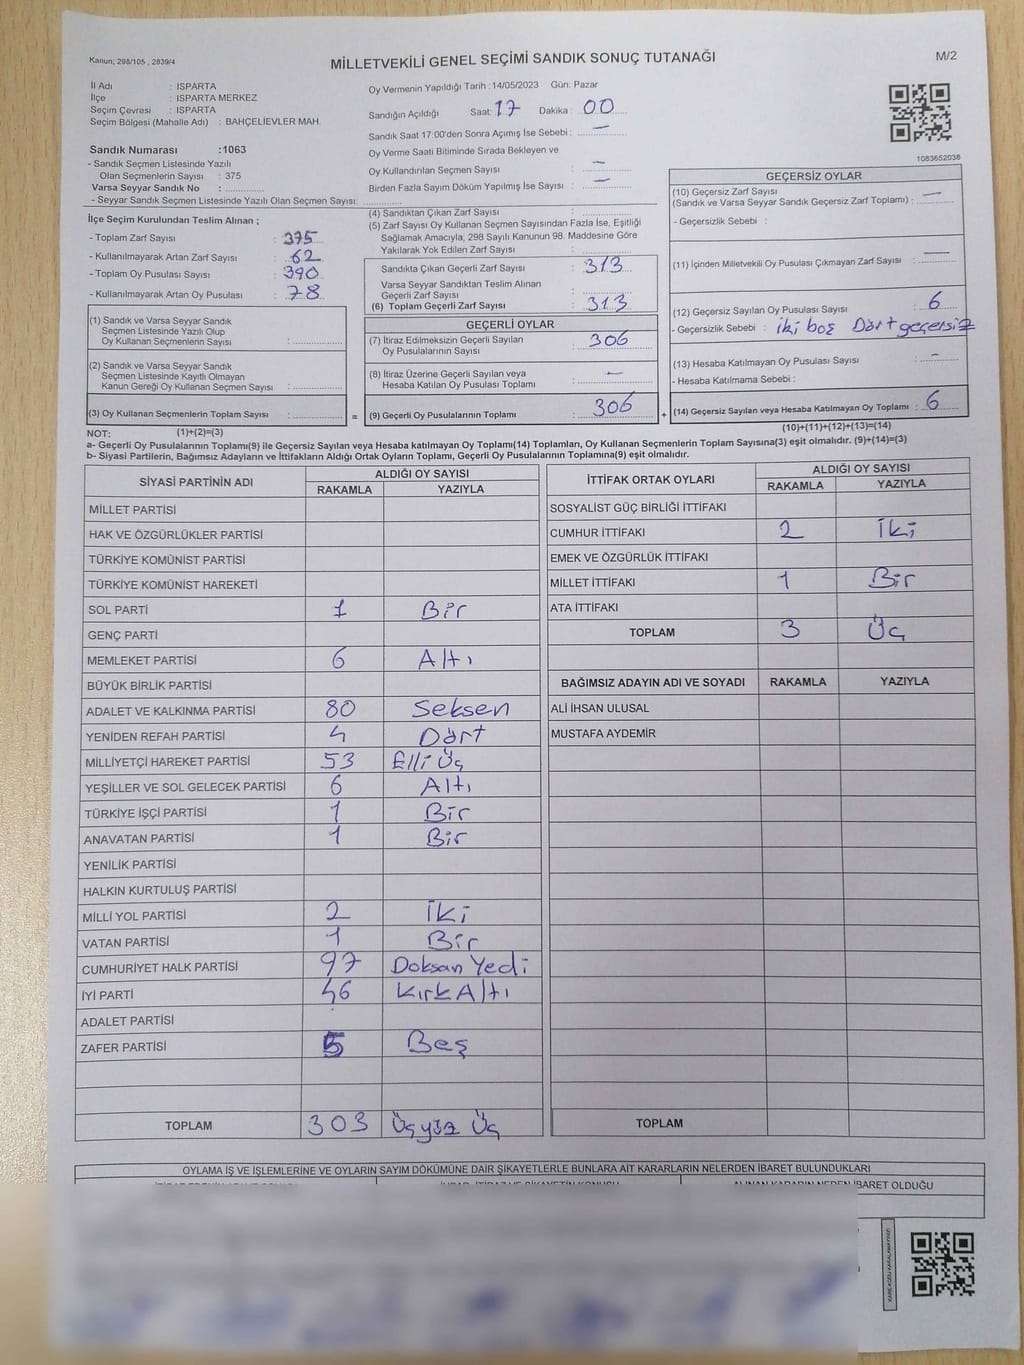 Kanun; 298/105 , 2839/4
MİLLETVEKİLİ GENEL SEÇİMİ SANDIK SONUÇ TUTANAĞI
M/2
İl Adı : ISPARTA
İlçe : ISPARTA MERKEZ
Seçim Çevresi : ISPARTA
Seçim Bölgesi (Mahalle Adı) : BAHÇELİEVLER MAH.
Sandık Numarası :1063
- Sandık Seçmen Listesinde Yazılı
Olan Seçmenlerin Sayısı : 375
Varsa Seyyar Sandık No : ............
- Seyyar Sandık Seçmen Listesinde Yazılı Olan Seçmen Sayısı: ............
Oy Vermenin Yapıldığı Tarih :14/05/2023 Gün: Pazar
Sandığın Açıldığı Saat: 17 Dakika : 00
Sandık Saat 17:00'den Sonra Açımış İse Sebebi : —
Oy Verme Saati Bitiminde Sırada Bekleyen ve
Oy Kullandırılan Seçmen Sayısı : —
Birden Fazla Sayım Döküm Yapılmış İse Sayısı : —
1083652038
İlçe Seçim Kurulundan Teslim Alınan ;
- Toplam Zarf Sayısı : 375
- Kullanılmayarak Artan Zarf Sayısı : 62
- Toplam Oy Pusulası Sayısı : 390
- Kullanılmayarak Artan Oy Pusulası : 78
(1) Sandık ve Varsa Seyyar Sandık
Seçmen Listesinde Yazılı Olup
Oy Kullanan Seçmenlerin Sayısı : ............
(2) Sandık ve Varsa Seyyar Sandık
Seçmen Listesinde Kayıtlı Olmayan
Kanun Gereği Oy Kullanan Seçmen Sayısı : ............
(3) Oy Kullanan Seçmenlerin Toplam Sayısı : ............
(1)+(2)=(3)
(4) Sandıktan Çıkan Zarf Sayısı : ............
(5) Zarf Sayısı Oy Kullanan Seçmen Sayısından Fazla İse, Eşitliği
Sağlamak Amacıyla; 298 Sayılı Kanunun 98. Maddesine Göre
Yakılarak Yok Edilen Zarf Sayısı : ............
Sandıkta Çıkan Geçerli Zarf Sayısı : 313
Varsa Seyyar Sandıktan Teslim Alınan
Geçerli Zarf Sayısı : ............
(6) Toplam Geçerli Zarf Sayısı : 313
GEÇERLİ OYLAR
(7) İtiraz Edilmeksizin Geçerli Sayılan
Oy Pusulalarının Sayısı : 306
(8) İtiraz Üzerine Geçerli Sayılan veya
Hesaba Katılan Oy Pusulası Toplamı : —
= (9) Geçerli Oy Pusulalarının Toplamı : 306
GEÇERSİZ OYLAR
(10) Geçersiz Zarf Sayısı
(Sandık ve Varsa Seyyar Sandık Geçersiz Zarf Toplamı) : —
- Geçersizlik Sebebi :
(11) İçinden Milletvekili Oy Pusulası Çıkmayan Zarf Sayısı : —
(12) Geçersiz Sayılan Oy Pusulası Sayısı : 6
- Geçersizlik Sebebi : iki boş Dört geçersiz
(13) Hesaba Katılmayan Oy Pusulası Sayısı : -
- Hesaba Katılmama Sebebi :
+ (14) Geçersiz Sayılan veya Hesaba Katılmayan Oy Toplamı : 6
(10)+(11)+(12)+(13)=(14)
NOT:
a- Geçerli Oy Pusulalarının Toplamı(9) ile Geçersiz Sayılan veya Hesaba katılmayan Oy Toplamı(14) Toplamları, Oy Kullanan Seçmenlerin Toplam Sayısına(3) eşit olmalıdır. (9)+(14)=(3)
b- Siyasi Partilerin, Bağımsız Adayların ve İttifakların Aldığı Ortak Oyların Toplamı, Geçerli Oy Pusulalarının Toplamına(9) eşit olmalıdır.
SİYASİ PARTİNİN ADI ALDIĞI OY SAYISI
RAKAMLA YAZIYLA
MİLLET PARTİSİ
HAK VE ÖZGÜRLÜKLER PARTİSİ
TÜRKİYE KOMÜNİST PARTİSİ
TÜRKİYE KOMÜNİST HAREKETİ
SOL PARTİ 1 Bir
GENÇ PARTİ
MEMLEKET PARTİSİ 6 Altı
BÜYÜK BİRLİK PARTİSİ
ADALET VE KALKINMA PARTİSİ 80 Seksen
YENİDEN REFAH PARTİSİ 4 Dört
MİLLİYETÇİ HAREKET PARTİSİ 53 Elli Üç
YEŞİLLER VE SOL GELECEK PARTİSİ 6 Altı
TÜRKİYE İŞÇİ PARTİSİ 1 Bir
ANAVATAN PARTİSİ 1 Bir
YENİLİK PARTİSİ
HALKIN KURTULUŞ PARTİSİ
MİLLİ YOL PARTİSİ 2 İki
VATAN PARTİSİ 1 Bir
CUMHURİYET HALK PARTİSİ 97 Doksan Yedi
İYİ PARTİ 46 Kırk Altı
ADALET PARTİSİ
ZAFER PARTİSİ 5 Beş
TOPLAM 303 Üçyüz Üç
İTTİFAK ORTAK OYLARI ALDIĞI OY SAYISI
RAKAMLA YAZIYLA
SOSYALİST GÜÇ BİRLİĞİ İTTİFAKI
CUMHUR İTTİFAKI 2 İki
EMEK VE ÖZGÜRLÜK İTTİFAKI
MİLLET İTTİFAKI 1 Bir
ATA İTTİFAKI
TOPLAM 3 Üç
BAĞIMSIZ ADAYIN ADI VE SOYADI RAKAMLA YAZIYLA
ALİ İHSAN ULUSAL
MUSTAFA AYDEMİR
TOPLAM
OYLAMA İŞ VE İŞLEMLERİNE VE OYLARIN SAYIM DÖKÜMÜNE DAİR ŞİKAYETLERLE BUNLARA AİT KARARLARIN NELERDEN İBARET BULUNDUKLARI
ALINAN KARARIN NEDEN İBARET OLDUĞU